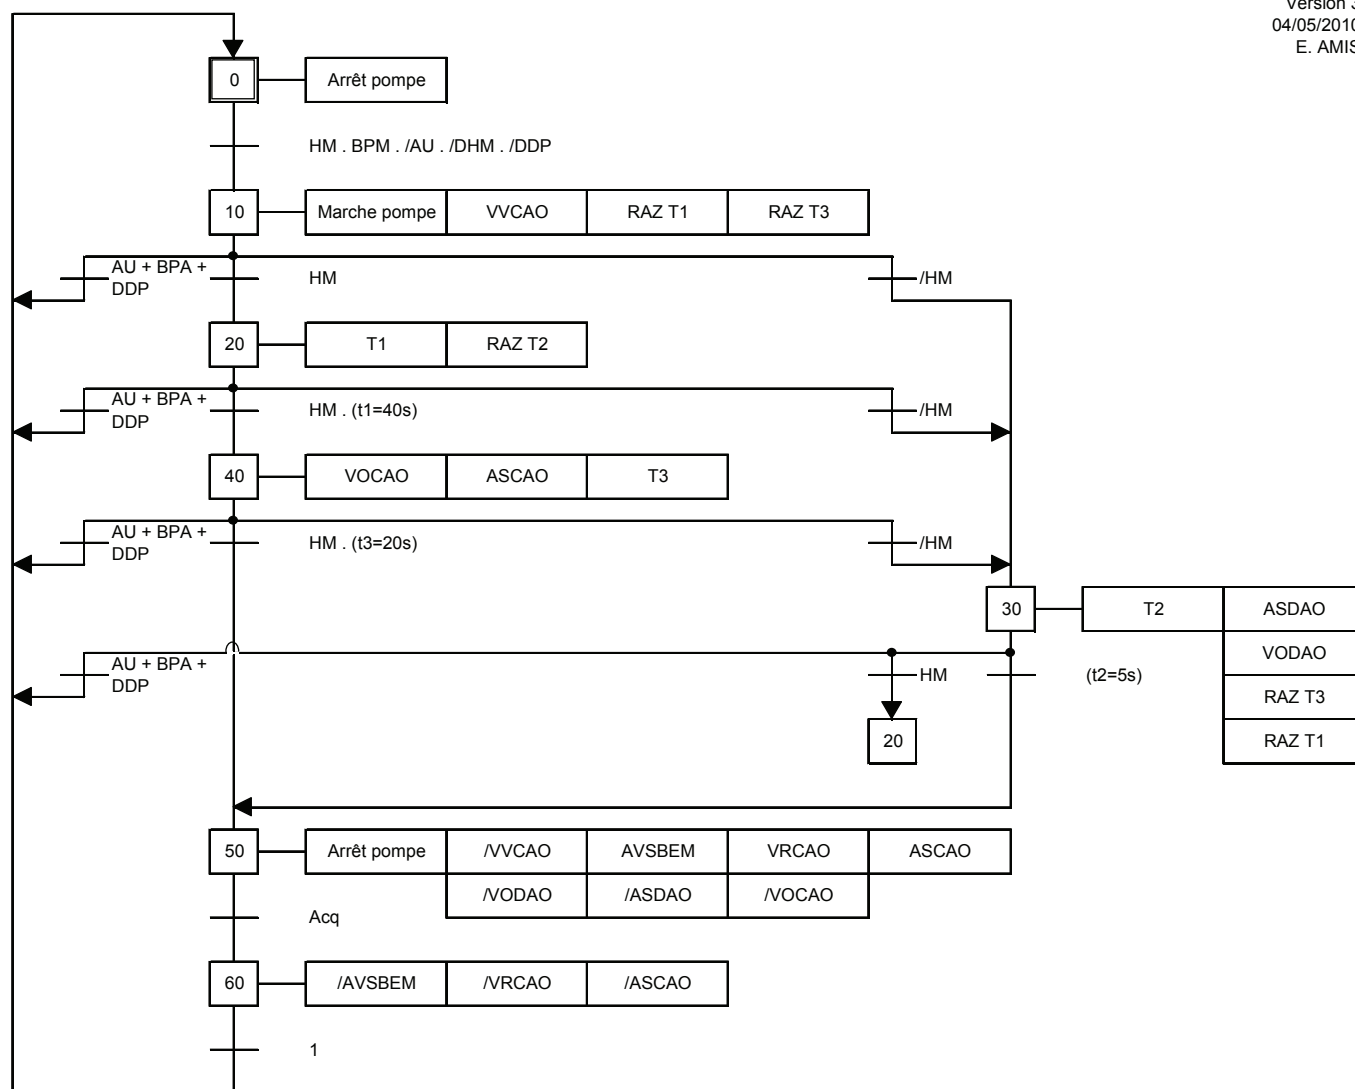 Version 3
04/05/2010
E. AMIS
0
Arrêt pompe
HM . BPM . /AU . /DHM . /DDP
10
Marche pompe
VVCAO
RAZ T1
RAZ T3
AU + BPA +
DDP
HM
/HM
20
T1
RAZ T2
AU + BPA +
DDP
HM . (t1=40s)
/HM
40
VOCAO
ASCAO
T3
AU + BPA +
DDP
HM . (t3=20s)
/HM
30
T2
ASDAO
VODAO
RAZ T3
RAZ T1
AU + BPA +
DDP
HM
(t2=5s)
20
50
Arrêt pompe
/VVCAO
AVSBEM
VRCAO
ASCAO
/VODAO
/ASDAO
/VOCAO
Acq
60
/AVSBEM
/VRCAO
/ASCAO
1